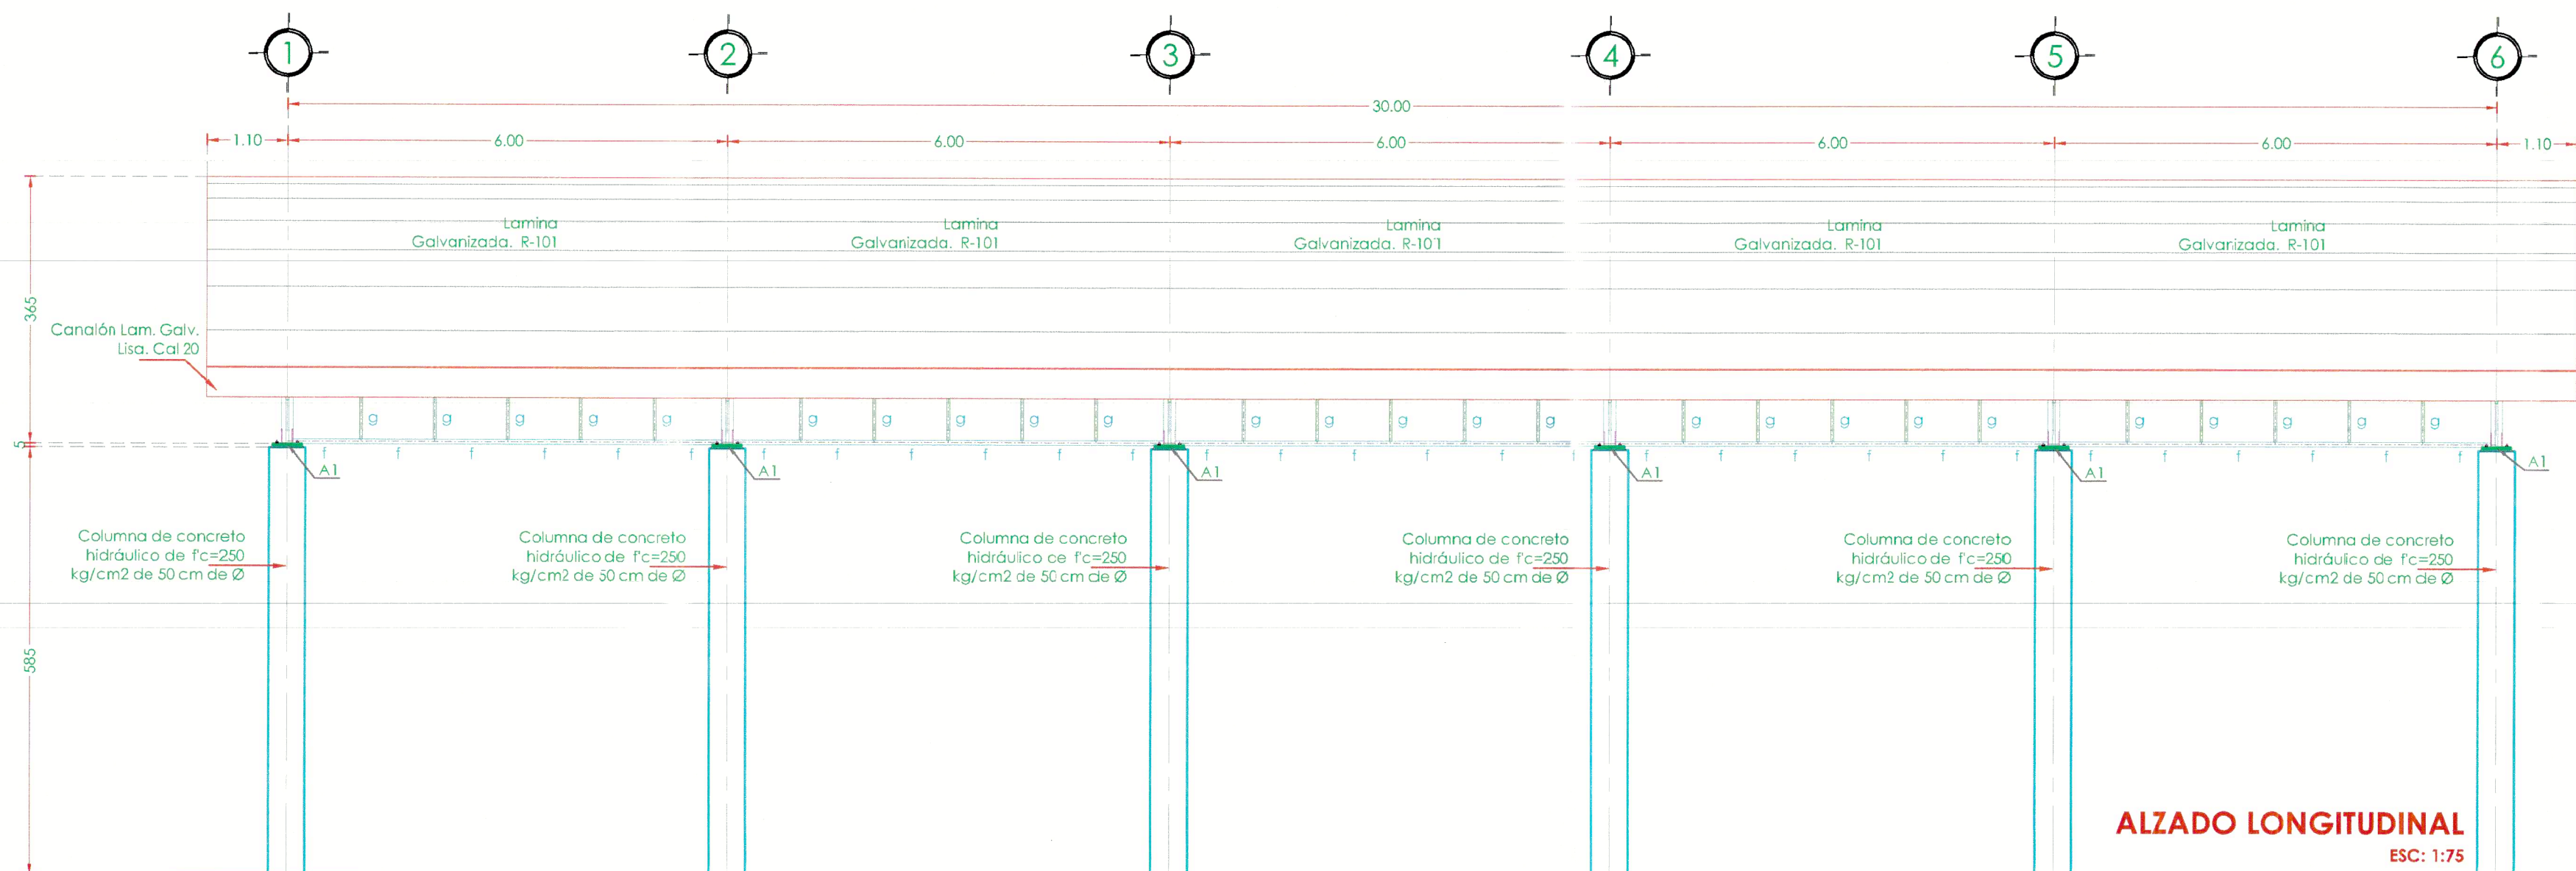 1 2 3 4 5 6
30.00
1.10 6.00 6.00 6.00 6.00 6.00 1.10
Lamina
Galvanizada. R-101
Lamina
Galvanizada. R-101
Lamina
Galvanizada. R-101
Lamina
Galvanizada. R-101
Lamina
Galvanizada. R-101
365
Canalón Lam. Galv.
Lisa. Cal 20
g g g g g g g g g g g g g g g g g g g g g g g g g
5
f f f f f f f f f f f f f f f f f f f f f f f f f f f f f f
A1 A1 A1 A1 A1 A1
Columna de concreto
hidráulico de f'c=250
kg/cm2 de 50 cm de Ø
Columna de concreto
hidráulico de f'c=250
kg/cm2 de 50 cm de Ø
Columna de concreto
hidráulico de f'c=250
kg/cm2 de 50 cm de Ø
Columna de concreto
hidráulico de f'c=250
kg/cm2 de 50 cm de Ø
Columna de concreto
hidráulico de f'c=250
kg/cm2 de 50 cm de Ø
Columna de concreto
hidráulico de f'c=250
kg/cm2 de 50 cm de Ø
585
ALZADO LONGITUDINAL
ESC: 1:75